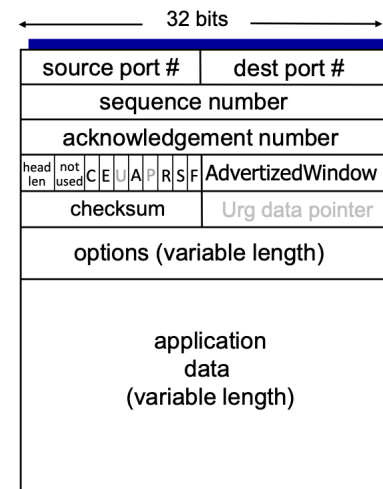 32 bits
source port # dest port #
sequence number
acknowledgement number
head len not used C E U A P R S F AdvertizedWindow
checksum Urg data pointer
options (variable length)
application
data
(variable length)